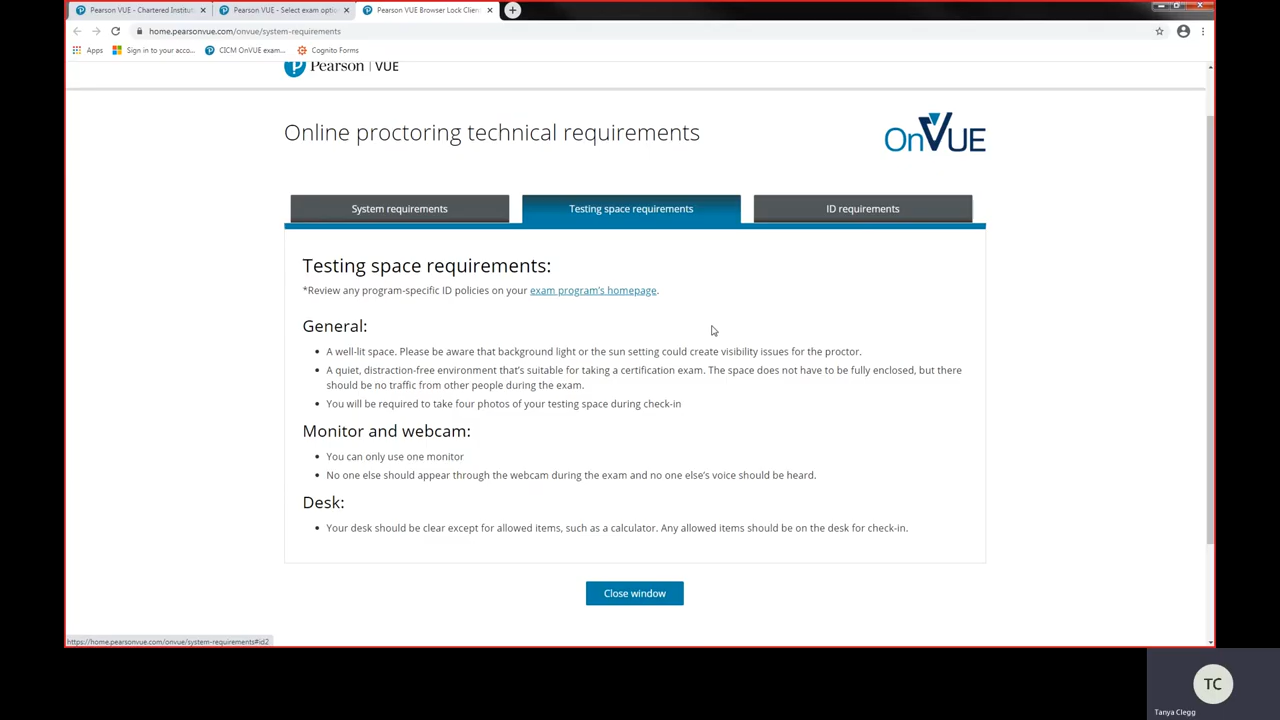 Pearson VUE - Chartered Institut
Pearson VUE - Select exam option
Pearson VUE Browser Lock Clien
home.pearsonvue.com/onvue/system-requirements
Apps
Sign in to your acco...
CICM OnVUE exam...
Cognito Forms
Pearson | VUE
Online proctoring technical requirements
OnVUE
System requirements
Testing space requirements
ID requirements
Testing space requirements:
*Review any program-specific ID policies on your exam program's homepage.
General:
• A well-lit space. Please be aware that background light or the sun setting could create visibility issues for the proctor.
• A quiet, distraction-free environment that's suitable for taking a certification exam. The space does not have to be fully enclosed, but there
should be no traffic from other people during the exam.
• You will be required to take four photos of your testing space during check-in
Monitor and webcam:
• You can only use one monitor
• No one else should appear through the webcam during the exam and no one else's voice should be heard.
Desk:
• Your desk should be clear except for allowed items, such as a calculator. Any allowed items should be on the desk for check-in.
Close window
https://home.pearsonvue.com/onvue/system-requirements#id2
TC
Tanya Clegg